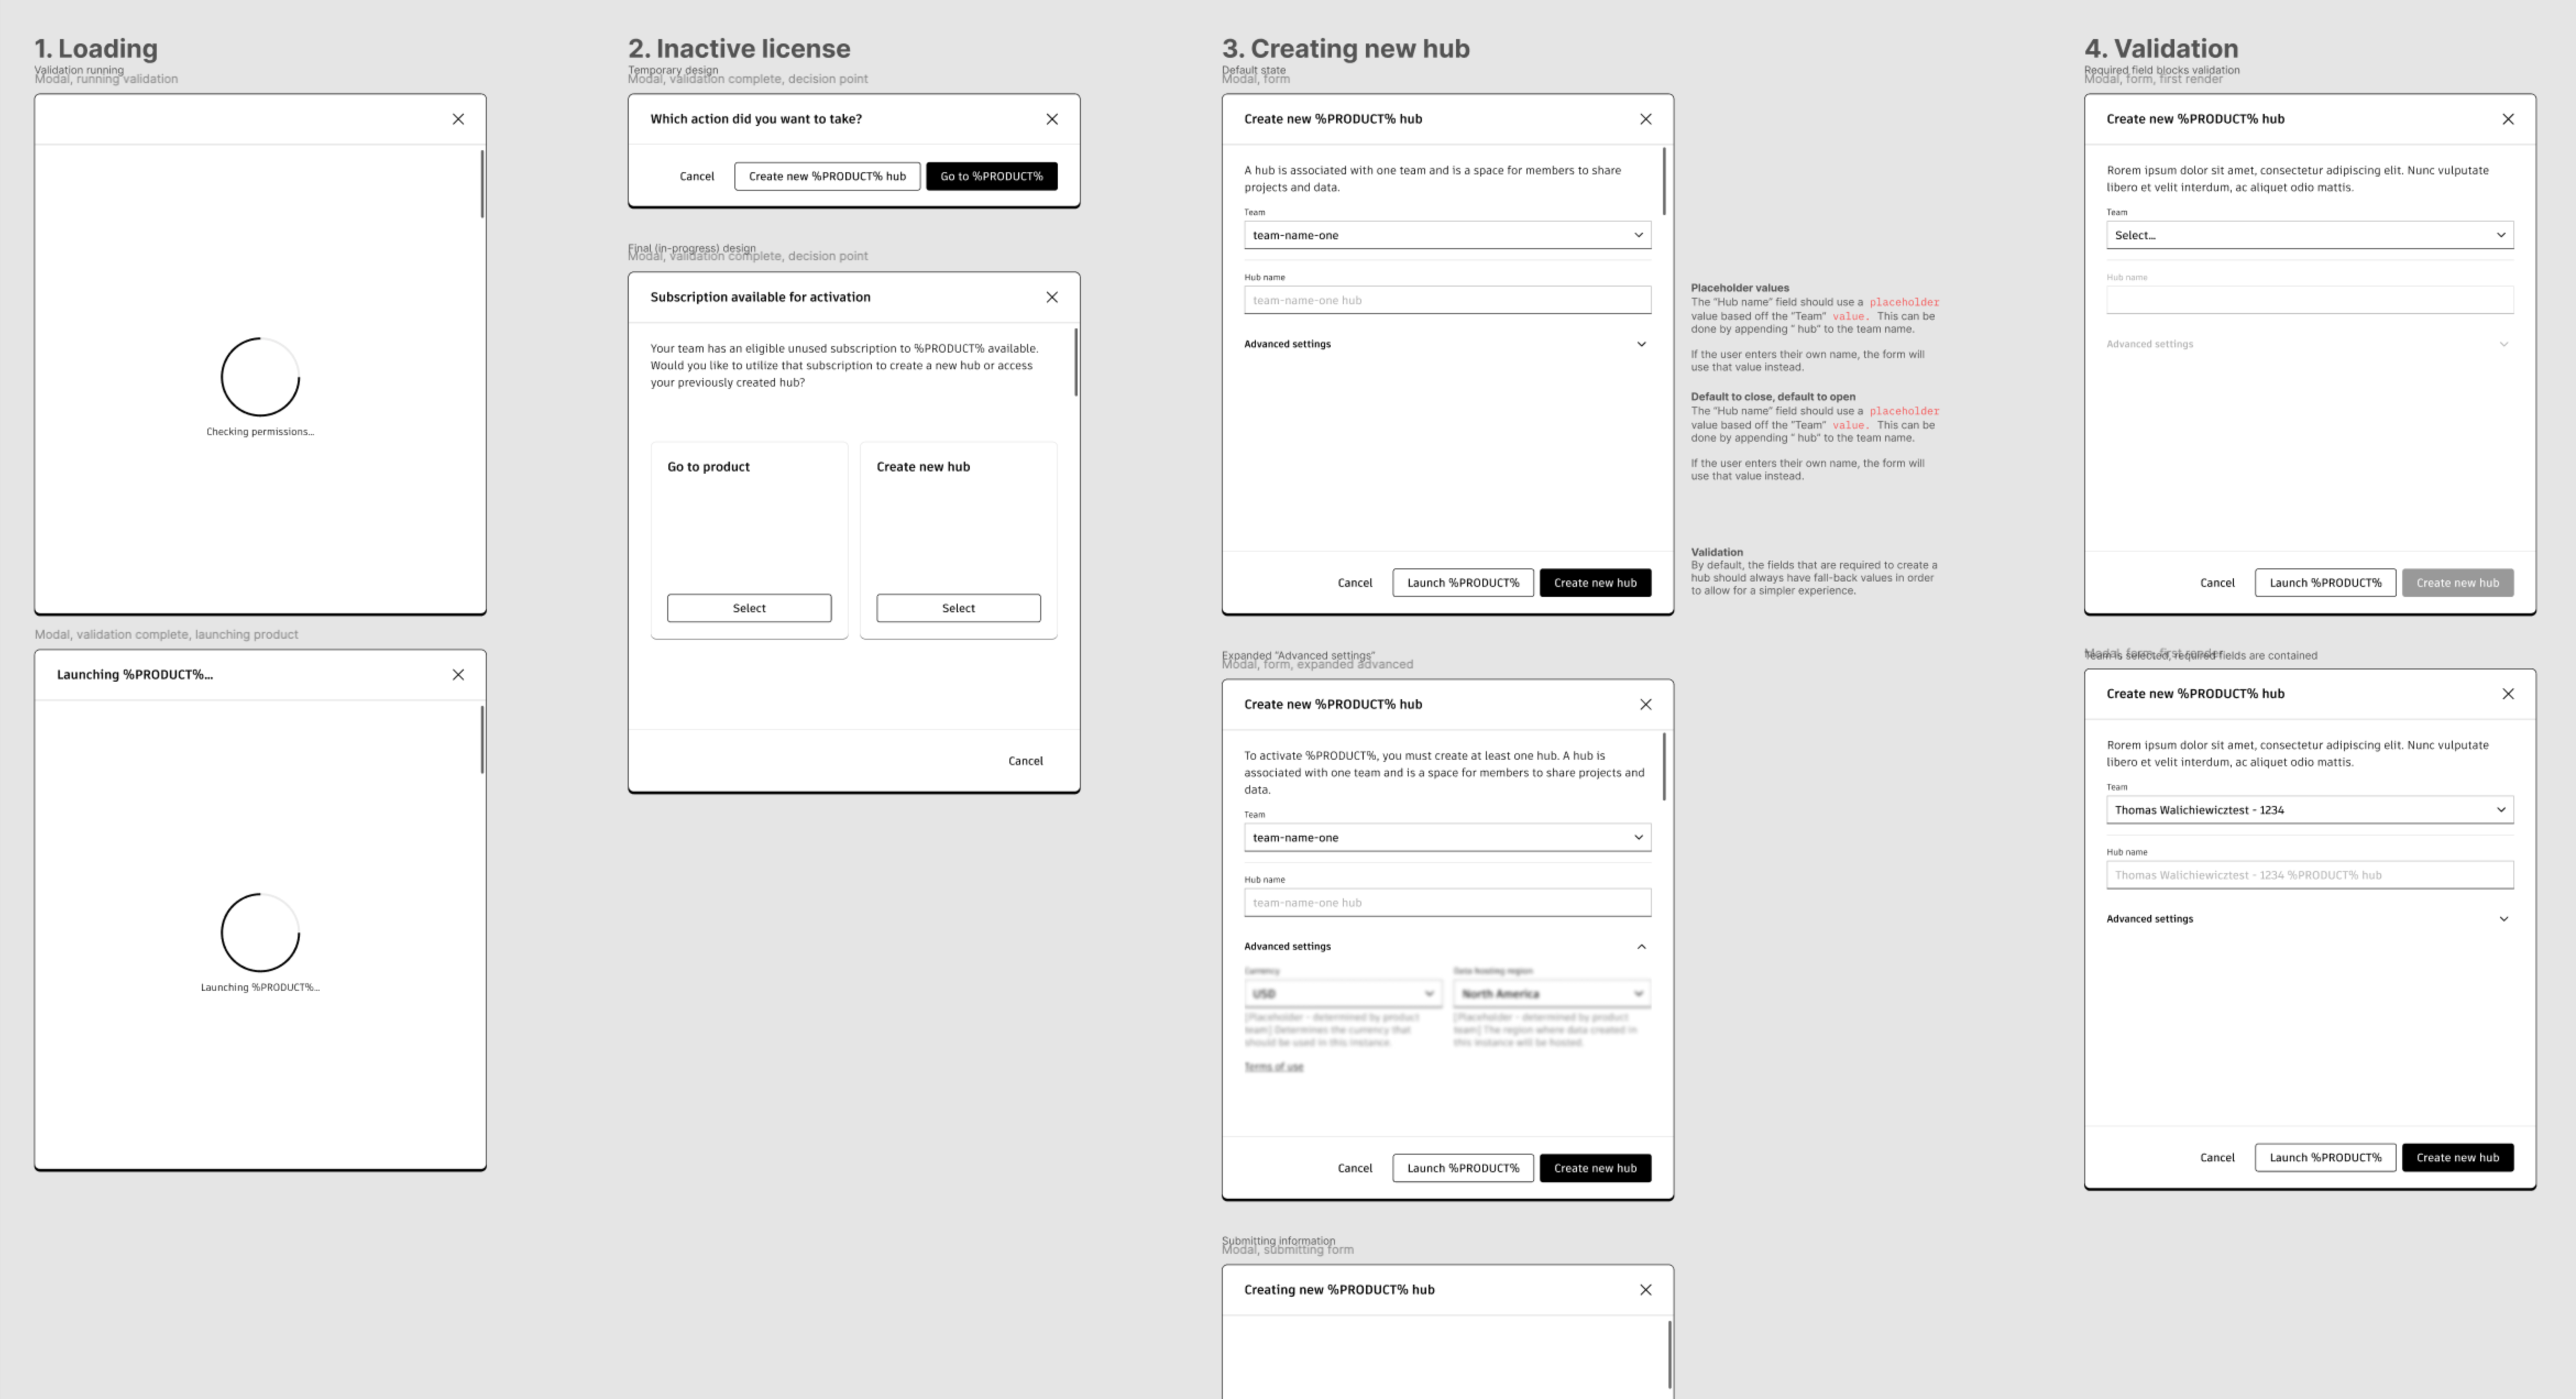 1. Loading
Validation running
Modal, running validation
Checking permissions...
Modal, validation complete, launching product
Launching %PRODUCT%...
Launching %PRODUCT%...
2. Inactive license
Temporary design
Modal, validation complete, decision point
Which action did you want to take?
Cancel
Create new %PRODUCT% hub
Go to %PRODUCT%
Final (in-progress) design
Modal, validation complete, decision point
Subscription available for activation
Your team has an eligible unused subscription to %PRODUCT% available.
Would you like to utilize that subscription to create a new hub or access
your previously created hub?
Go to product
Create new hub
Select
Select
Cancel
3. Creating new hub
Default state
Modal, form
Create new %PRODUCT% hub
A hub is associated with one team and is a space for members to share
projects and data.
Team
team-name-one
Hub name
team-name-one hub
Advanced settings
Cancel
Launch %PRODUCT%
Create new hub
Placeholder values
The "Hub name" field should use a placeholder
value based off the "Team" value. This can be
done by appending " hub" to the team name.
If the user enters their own name, the form will
use that value instead.
Default to close, default to open
The "Hub name" field should use a placeholder
value based off the "Team" value. This can be
done by appending " hub" to the team name.
If the user enters their own name, the form will
use that value instead.
Validation
By default, the fields that are required to create a
hub should always have fall-back values in order
to allow for a simpler experience.
Expanded "Advanced settings"
Modal, form, expanded advanced
Create new %PRODUCT% hub
To activate %PRODUCT%, you must create at least one hub. A hub is
associated with one team and is a space for members to share projects and
data.
Team
team-name-one
Hub name
team-name-one hub
Advanced settings
Currency
Data hosting region
USD
North America
[Placeholder - determined by product
team] Determines the currency that
should be used in this instance.
[Placeholder - determined by product
team] The region where data created in
this instance will be hosted.
Terms of use
Cancel
Launch %PRODUCT%
Create new hub
Submitting information
Modal, submitting form
Creating new %PRODUCT% hub
4. Validation
Required field blocks validation
Modal, form, first render
Create new %PRODUCT% hub
Rorem ipsum dolor sit amet, consectetur adipiscing elit. Nunc vulputate
libero et velit interdum, ac aliquet odio mattis.
Team
Select...
Hub name
Advanced settings
Cancel
Launch %PRODUCT%
Create new hub
Modal, form, first render
Team is selected, required fields are contained
Create new %PRODUCT% hub
Rorem ipsum dolor sit amet, consectetur adipiscing elit. Nunc vulputate
libero et velit interdum, ac aliquet odio mattis.
Team
Thomas Walichiewicztest - 1234
Hub name
Thomas Walichiewicztest - 1234 %PRODUCT% hub
Advanced settings
Cancel
Launch %PRODUCT%
Create new hub